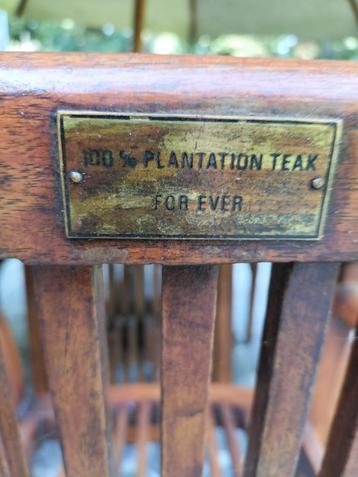 100 % PLANTATION TEAK
FOR EVER